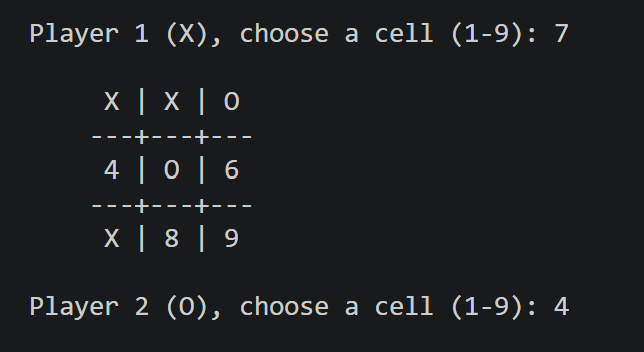 Player 1 (X), choose a cell (1-9): 7
X | X | O
---+---+---
4 | O | 6
---+---+---
X | 8 | 9
Player 2 (O), choose a cell (1-9): 4